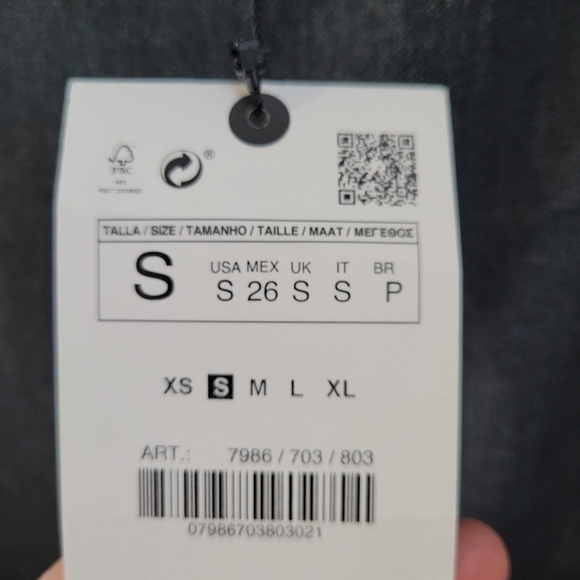 FSC
®
TALLA / SIZE / TAMANHO / TAILLE / MAAT / ΜΕΓΕΘΟΣ
S
USA MEX UK IT BR
S 26 S S P
XS S M L XL
ART.: 7986 / 703 / 803
07986703803021